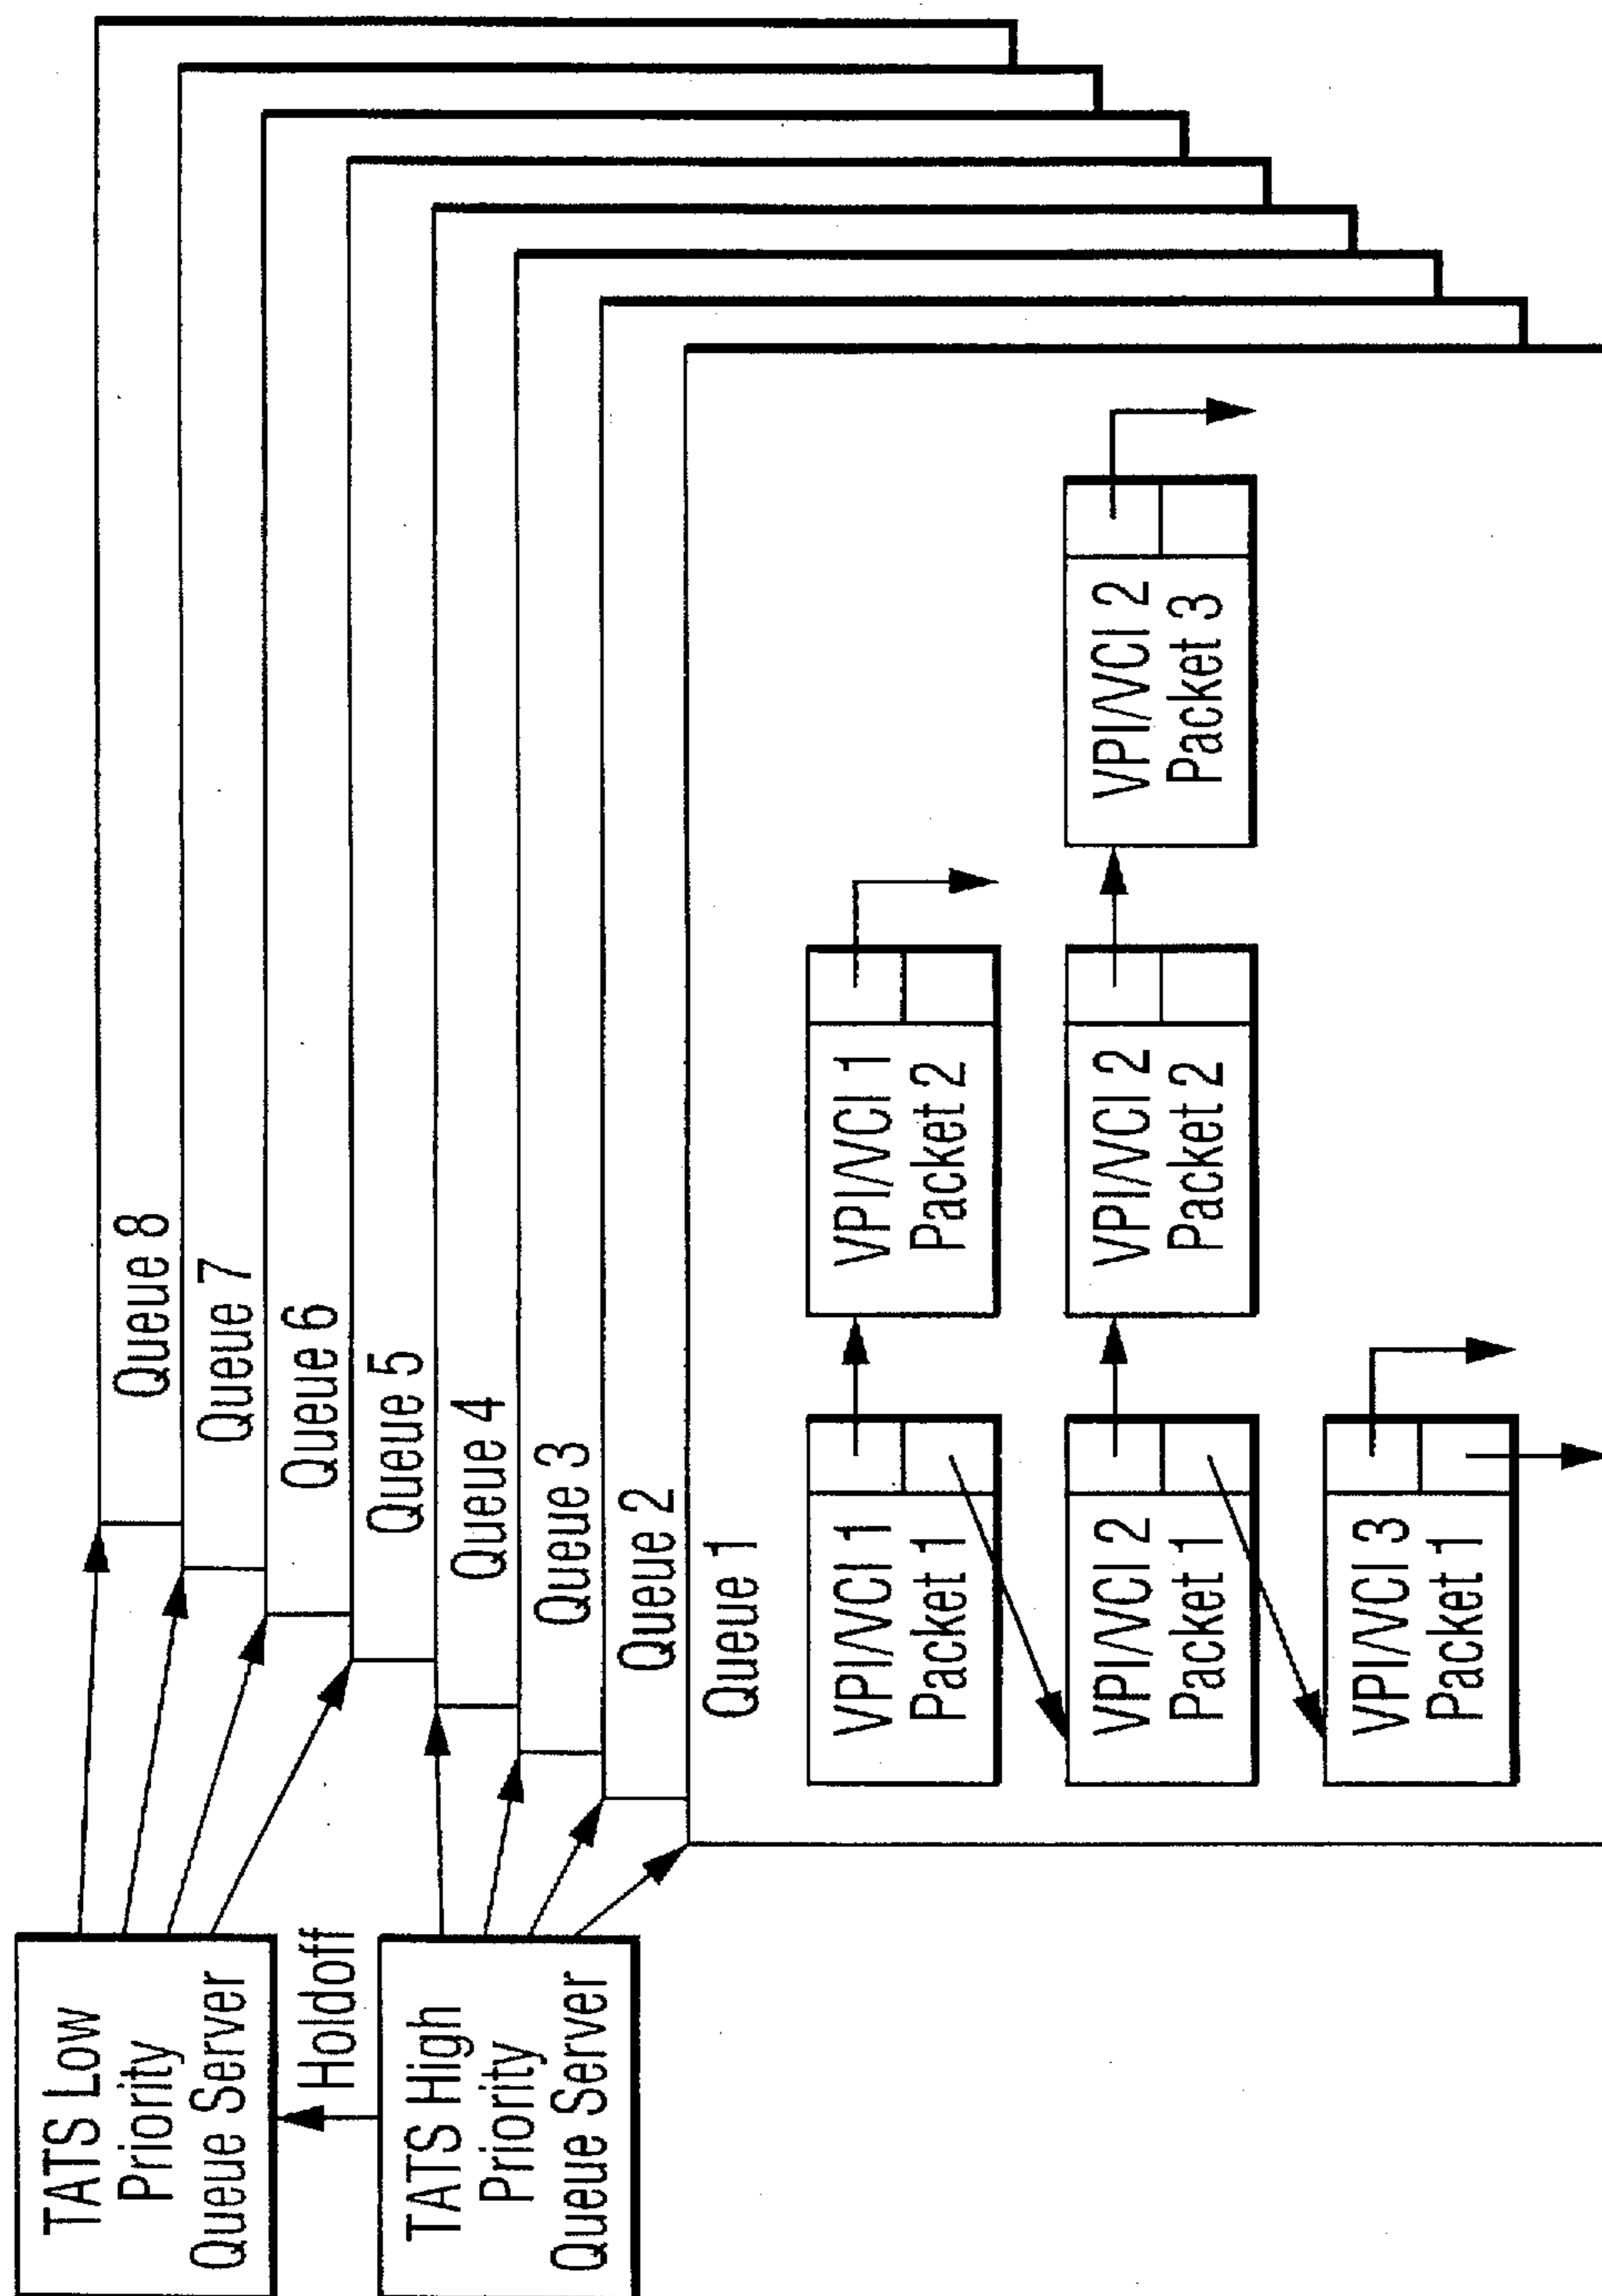 TATS Low
Priority
Queue Server
Holdoff
TATS High
Priority
Queue Server
Queue 8
Queue 7
Queue 6
Queue 5
Queue 4
Queue 3
Queue 2
Queue 1
VPI/VCI 1
Packet 1
VPI/VCI 1
Packet 2
VPI/VCI 2
Packet 1
VPI/VCI 2
Packet 2
VPI/VCI 2
Packet 3
VPI/VCI 3
Packet 1